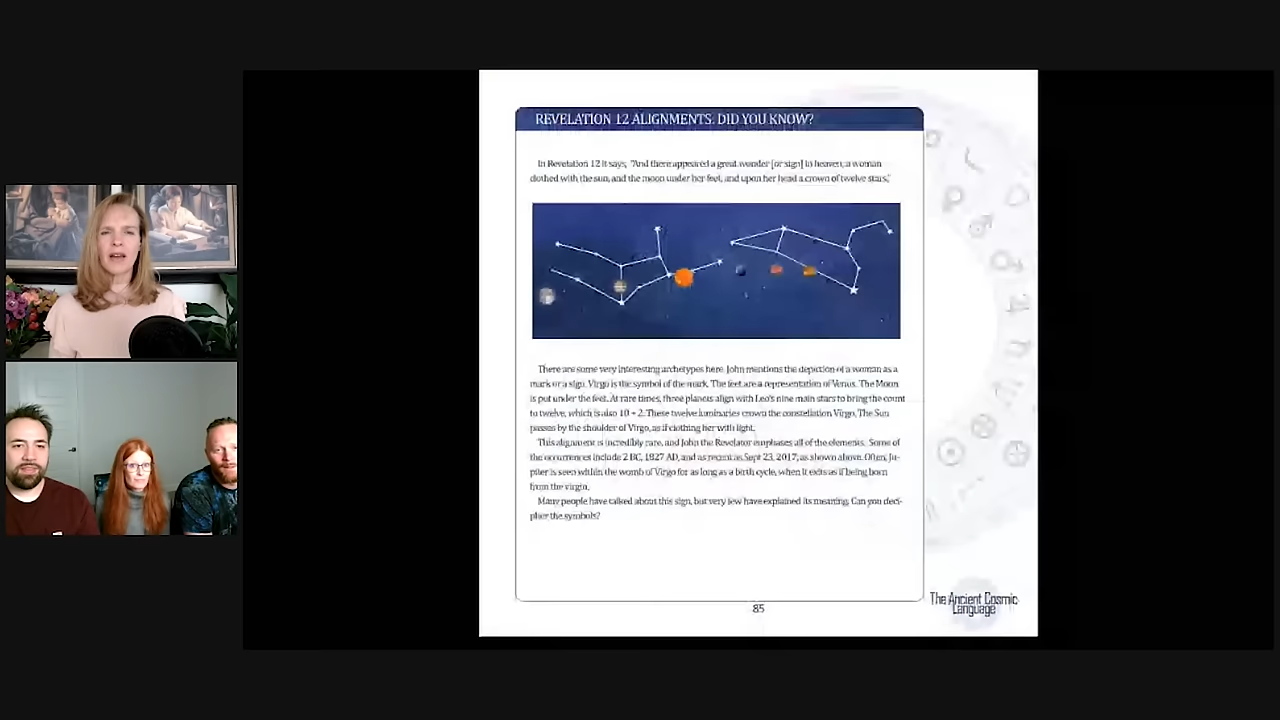 REVELATION 12 ALIGNMENTS. DID YOU KNOW?
In Revelation 12 it says, "And there appeared a great wonder [or sign] in heaven; a woman
clothed with the sun, and the moon under her feet, and upon her head a crown of twelve stars,"
There are some very interesting archetypes here. John mentions the depiction of a woman as a
mark or a sign. Virgo is the symbol of the mark. The feet are a representation of Venus. The Moon
is put under the feet. At rare times, three planets align with Leo's nine main stars to bring the count
to twelve, which is also 10 + 2. These twelve luminaries crown the constellation Virgo. The Sun
passes by the shoulder of Virgo, as if clothing her with light.
This alignment is incredibly rare, and John the Revelator emphases all of the elements. Some of
the occurrences include 2 BC, 1827 AD, and as recent as Sept 23, 2017, as shown above. Often, Ju-
piter is seen within the womb of Virgo for as long as a birth cycle, when it exits as if being born
from the virgin.
Many people have talked about this sign, but very few have explained its meaning. Can you deci-
pher the symbols?
85
The Ancient Cosmic
Language